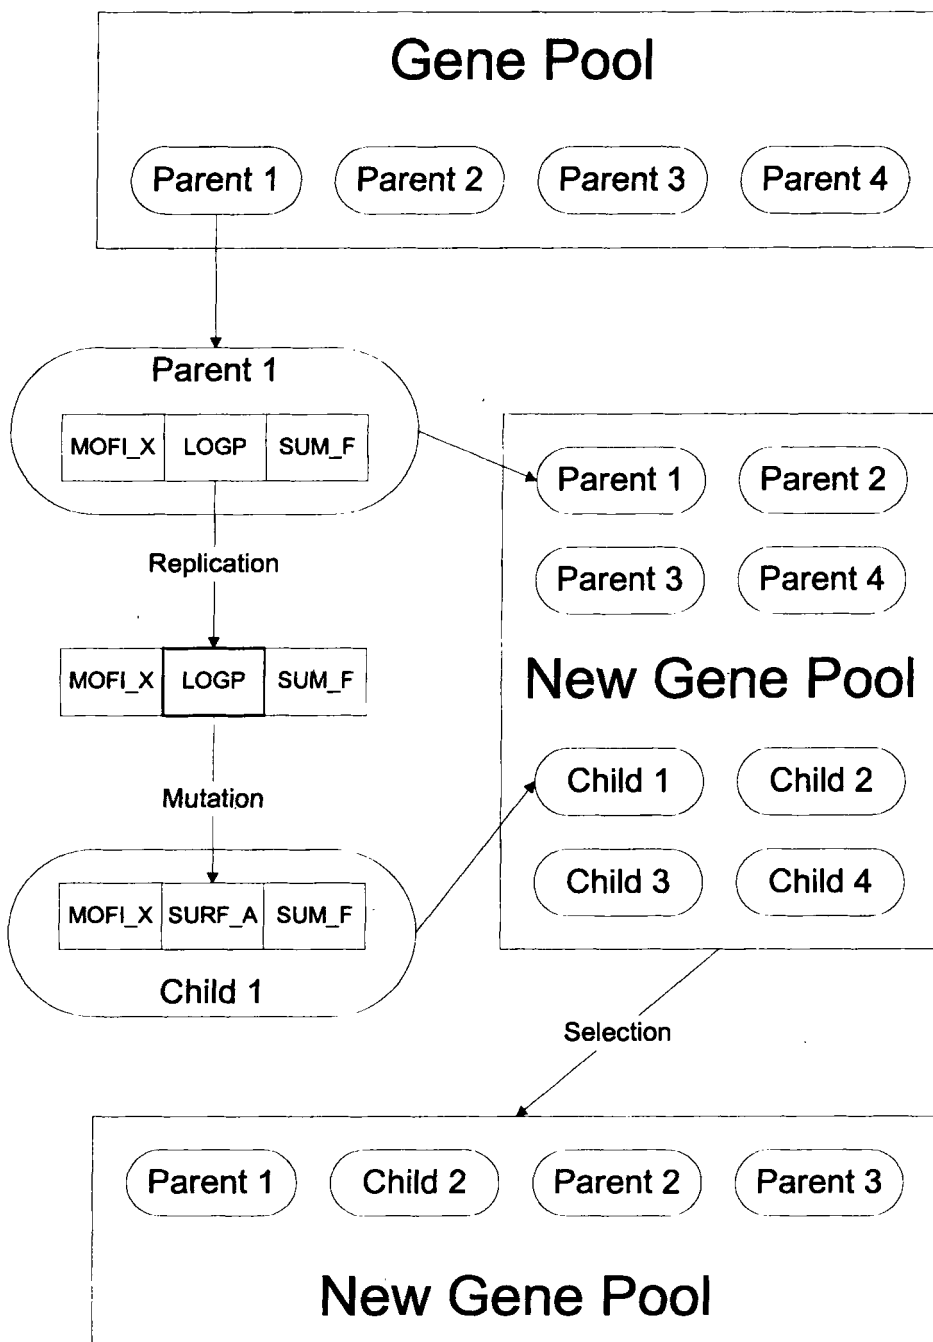 Gene Pool
Parent 1 Parent 2 Parent 3 Parent 4
Parent 1
MOFI_X LOGP SUM_F
Replication
MOFI_X LOGP SUM_F
Mutation
MOFI_X SURF_A SUM_F
Child 1
Parent 1 Parent 2
Parent 3 Parent 4
New Gene Pool
Child 1 Child 2
Child 3 Child 4
Selection
Parent 1 Child 2 Parent 2 Parent 3
New Gene Pool